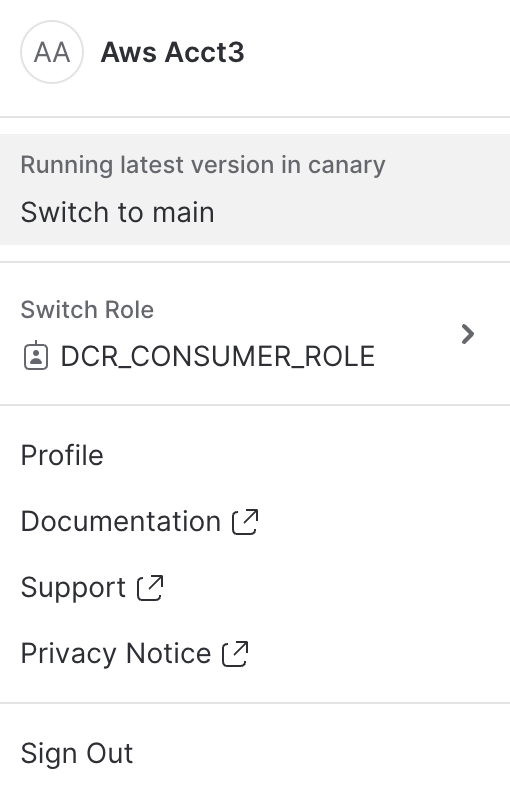 AA Aws Acct3
Running latest version in canary
Switch to main
Switch Role
DCR_CONSUMER_ROLE
Profile
Documentation
Support
Privacy Notice
Sign Out